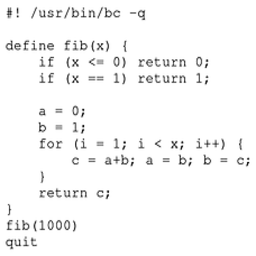 #! /usr/bin/bc -q

define fib(x) {
    if (x <= 0) return 0;
    if (x == 1) return 1;

    a = 0;
    b = 1;
    for (i = 1; i < x; i++) {
        c = a+b; a = b; b = c;
    }
    return c;
}
fib(1000)
quit